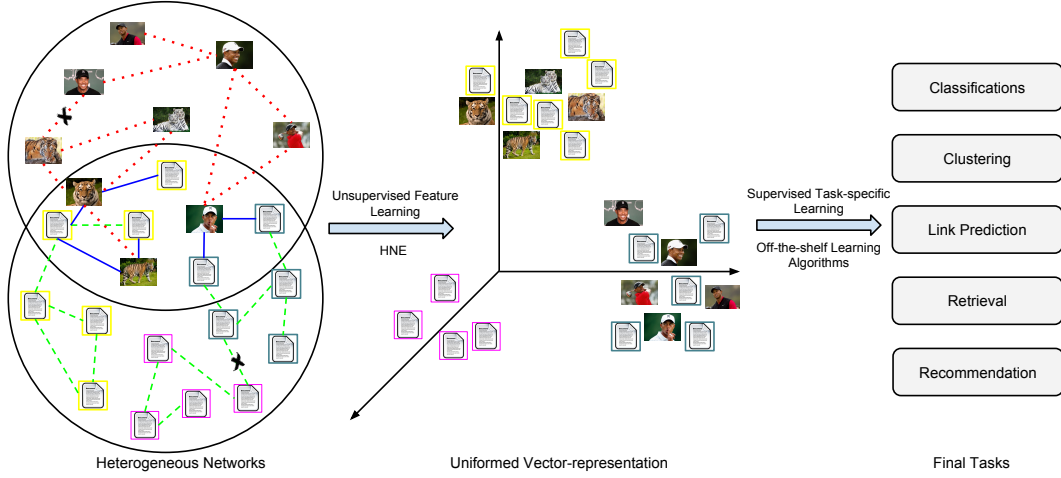 Unsupervised Feature
Learning
HNE
Supervised Task-specific
Learning
Off-the-shelf Learning
Algorithms
Classifications
Clustering
Link Prediction
Retrieval
Recommendation
Heterogeneous Networks
Uniformed Vector-representation
Final Tasks